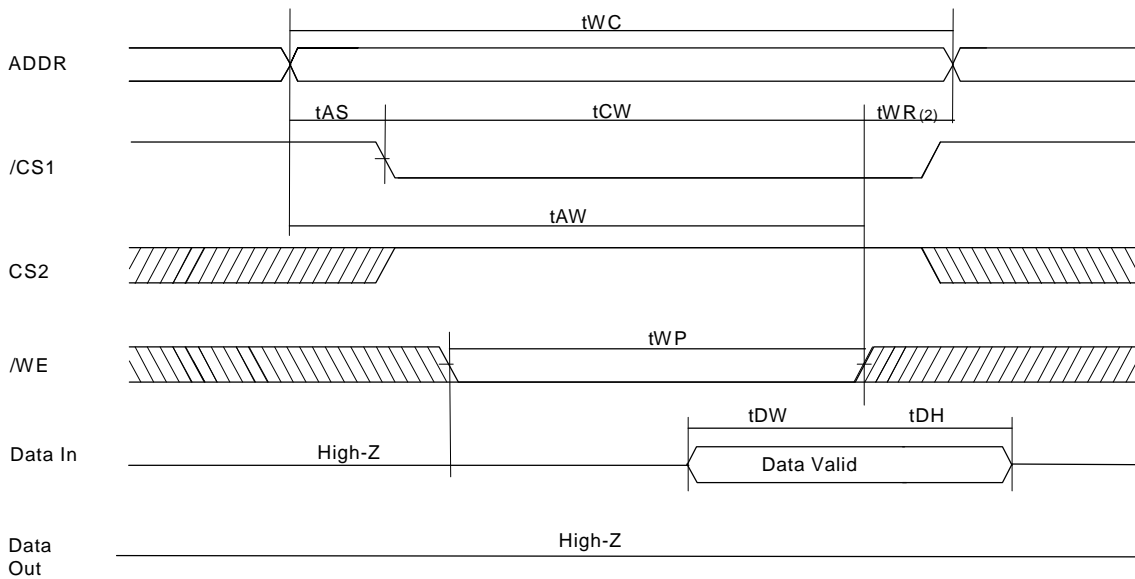 tWC
ADDR
tAS tCW tWR(2)
/CS1
tAW
CS2
tWP
/WE
tDW tDH
Data In High-Z Data Valid
Data High-Z
Out